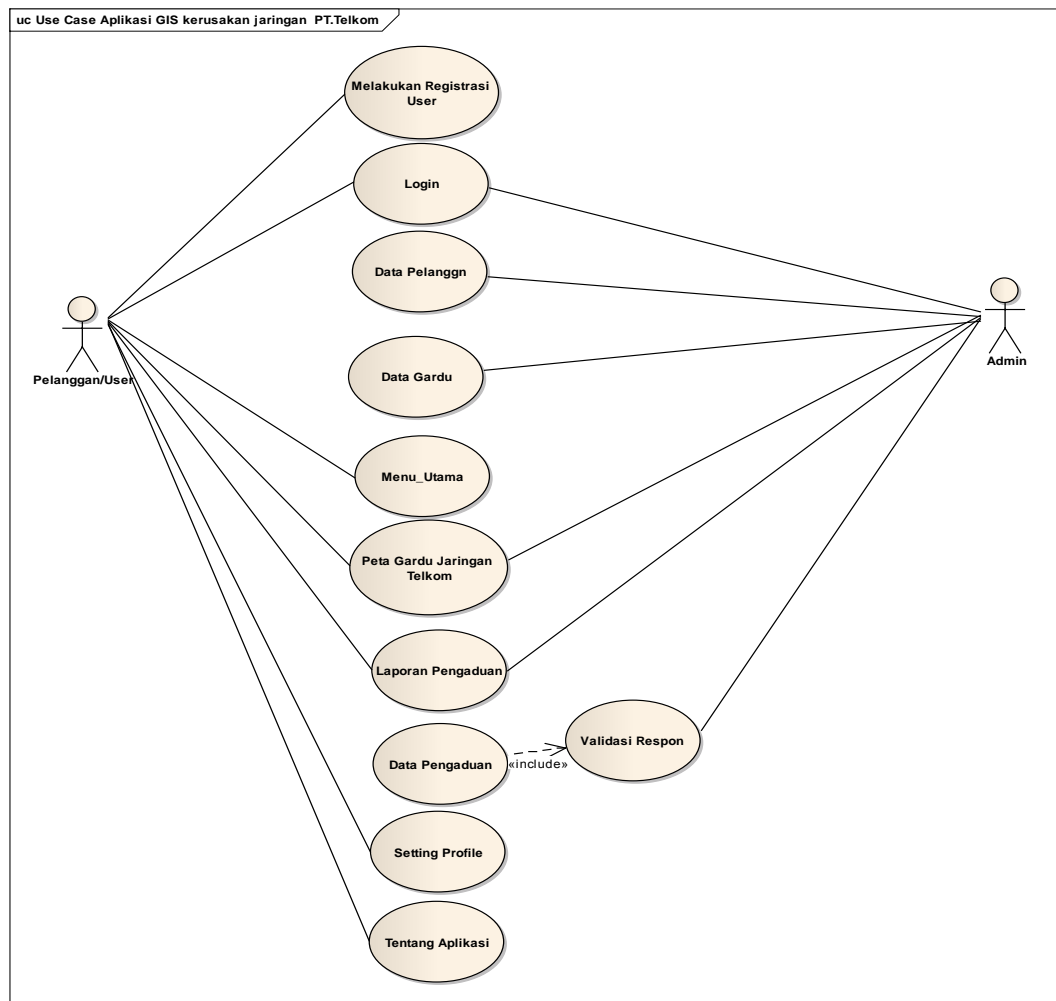 uc Use Case Aplikasi GIS kerusakan jaringan PT.Telkom
Melakukan Registrasi
User
Login
Data Pelanggn
Pelanggan/User
Admin
Data Gardu
Menu_Utama
Peta Gardu Jaringan
Telkom
Laporan Pengaduan
Validasi Respon
Data Pengaduan
«include»
Setting Profile
Tentang Aplikasi